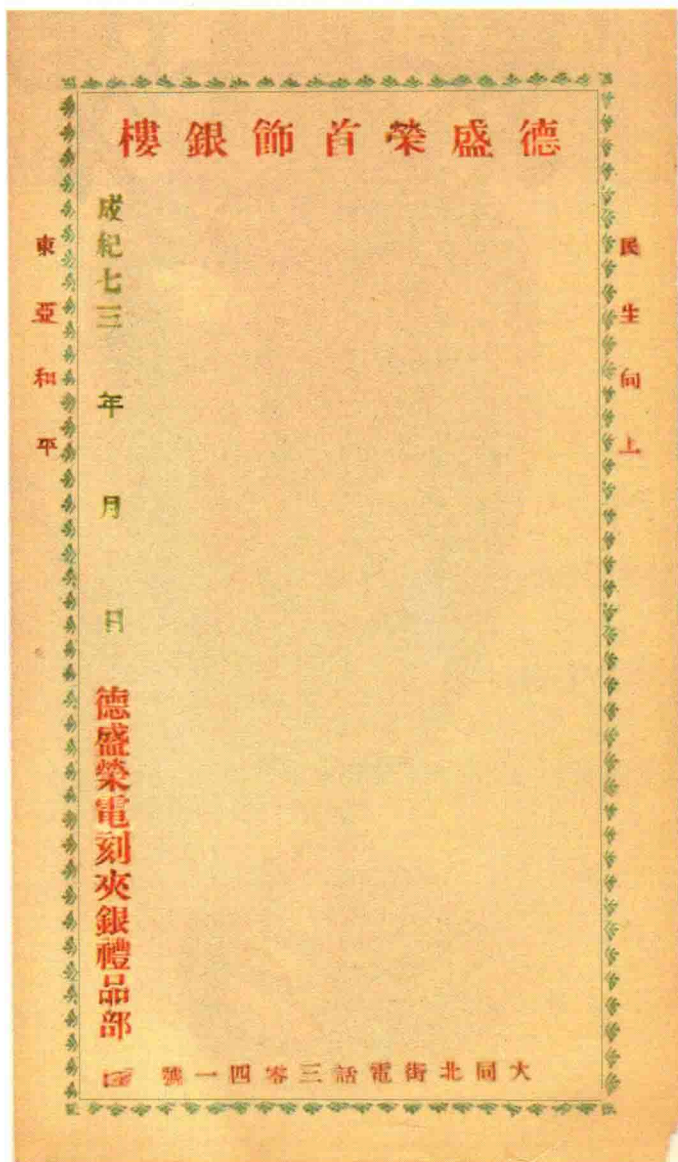 德盛榮首飾銀樓
民生向上
成紀七三　年　月　日
德盛榮電刻夾銀禮品部
東亞和平
大同北街電話三零四一號